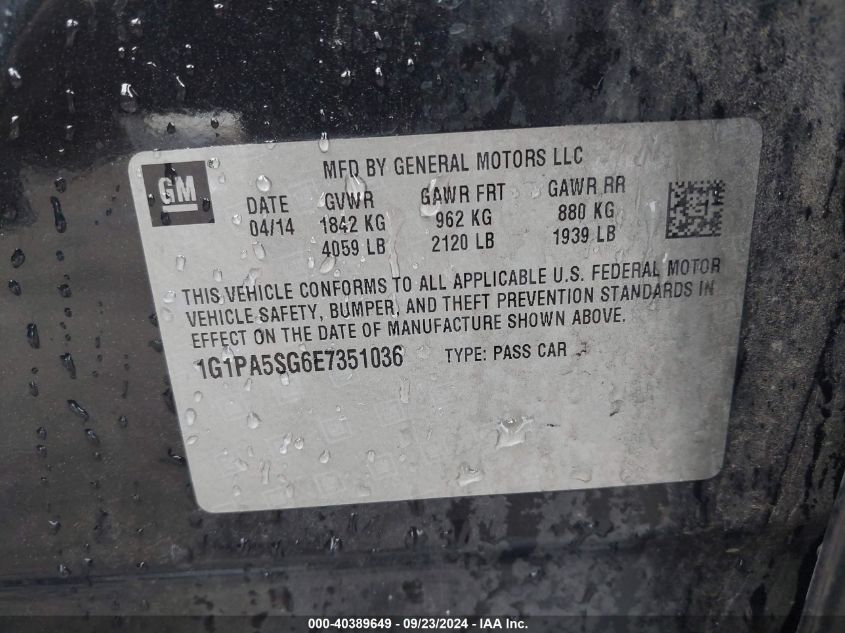 MFD BY GENERAL MOTORS LLC
GM
DATE GVWR GAWR FRT GAWR RR
04/14 1842 KG 962 KG 880 KG
4059 LB 2120 LB 1939 LB
THIS VEHICLE CONFORMS TO ALL APPLICABLE U.S. FEDERAL MOTOR
VEHICLE SAFETY, BUMPER, AND THEFT PREVENTION STANDARDS IN
EFFECT ON THE DATE OF MANUFACTURE SHOWN ABOVE.
1G1PA5SG6E7351036 TYPE: PASS CAR
000-40389649 - 09/23/2024 - IAA Inc.